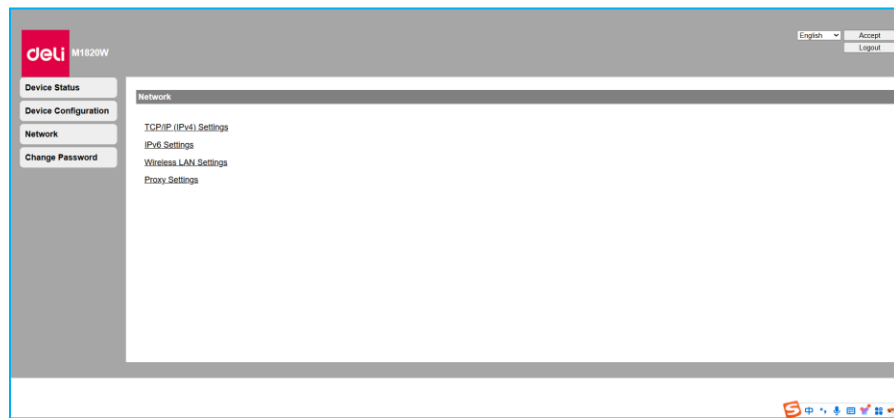 English
Accept
Logout
deli M1820W
Device Status
Device Configuration
Network
Change Password
Network
TCP/IP (IPv4) Settings
IPv6 Settings
Wireless LAN Settings
Proxy Settings
中